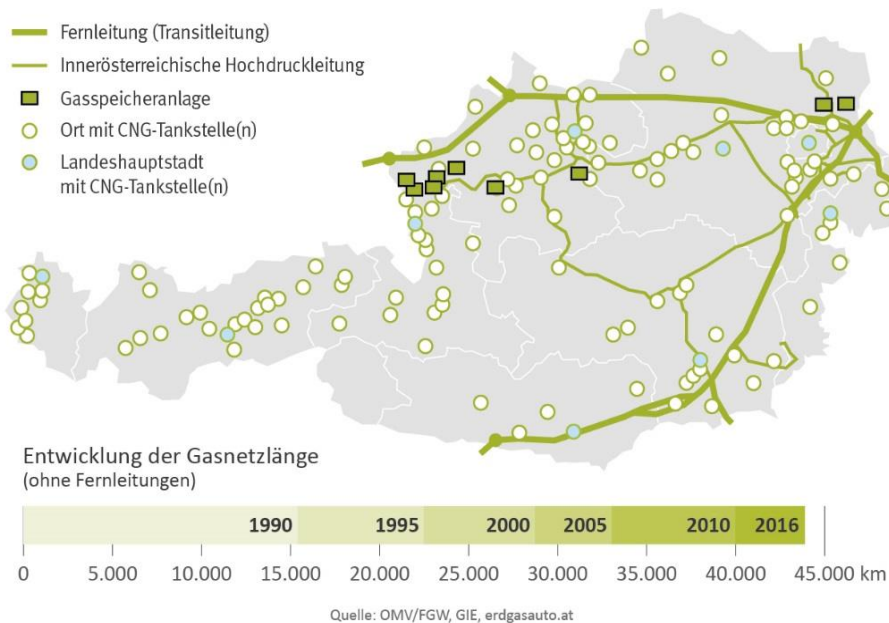 Fernleitung (Transitleitung)
Innerösterreichische Hochdruckleitung
Gasspeicheranlage
Ort mit CNG-Tankstelle(n)
Landeshauptstadt
mit CNG-Tankstelle(n)
Entwicklung der Gasnetzlänge
(ohne Fernleitungen)
1990 1995 2000 2005 2010 2016
0 5.000 10.000 15.000 20.000 25.000 30.000 35.000 40.000 45.000 km
Quelle: OMV/FGW, GIE, erdgasauto.at